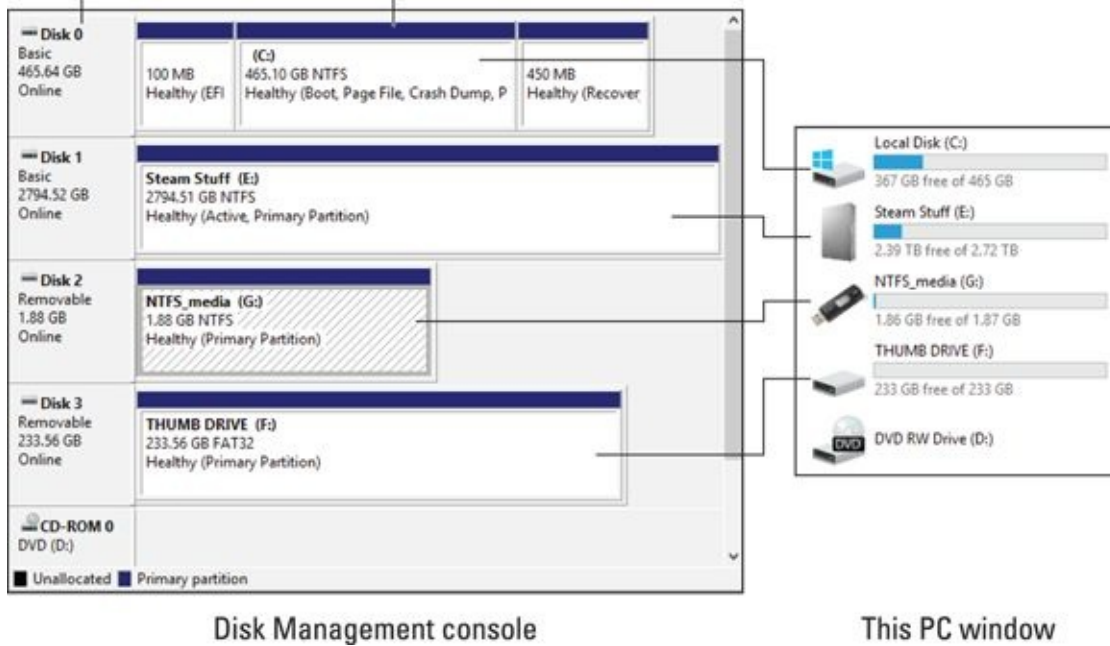 Disk 0
Basic
465.64 GB
Online
100 MB
Healthy (EFI
(C:)
465.10 GB NTFS
Healthy (Boot, Page File, Crash Dump, P
450 MB
Healthy (Recover
Disk 1
Basic
2794.52 GB
Online
Steam Stuff (E:)
2794.51 GB NTFS
Healthy (Active, Primary Partition)
Disk 2
Removable
1.88 GB
Online
NTFS_media (G:)
1.88 GB NTFS
Healthy (Primary Partition)
Disk 3
Removable
233.56 GB
Online
THUMB DRIVE (F:)
233.56 GB FAT32
Healthy (Primary Partition)
CD-ROM 0
DVD (D:)
Unallocated Primary partition
Disk Management console
Local Disk (C:)
367 GB free of 465 GB
Steam Stuff (E:)
2.39 TB free of 2.72 TB
NTFS_media (G:)
1.86 GB free of 1.87 GB
THUMB DRIVE (F:)
233 GB free of 233 GB
DVD
DVD RW Drive (D:)
This PC window